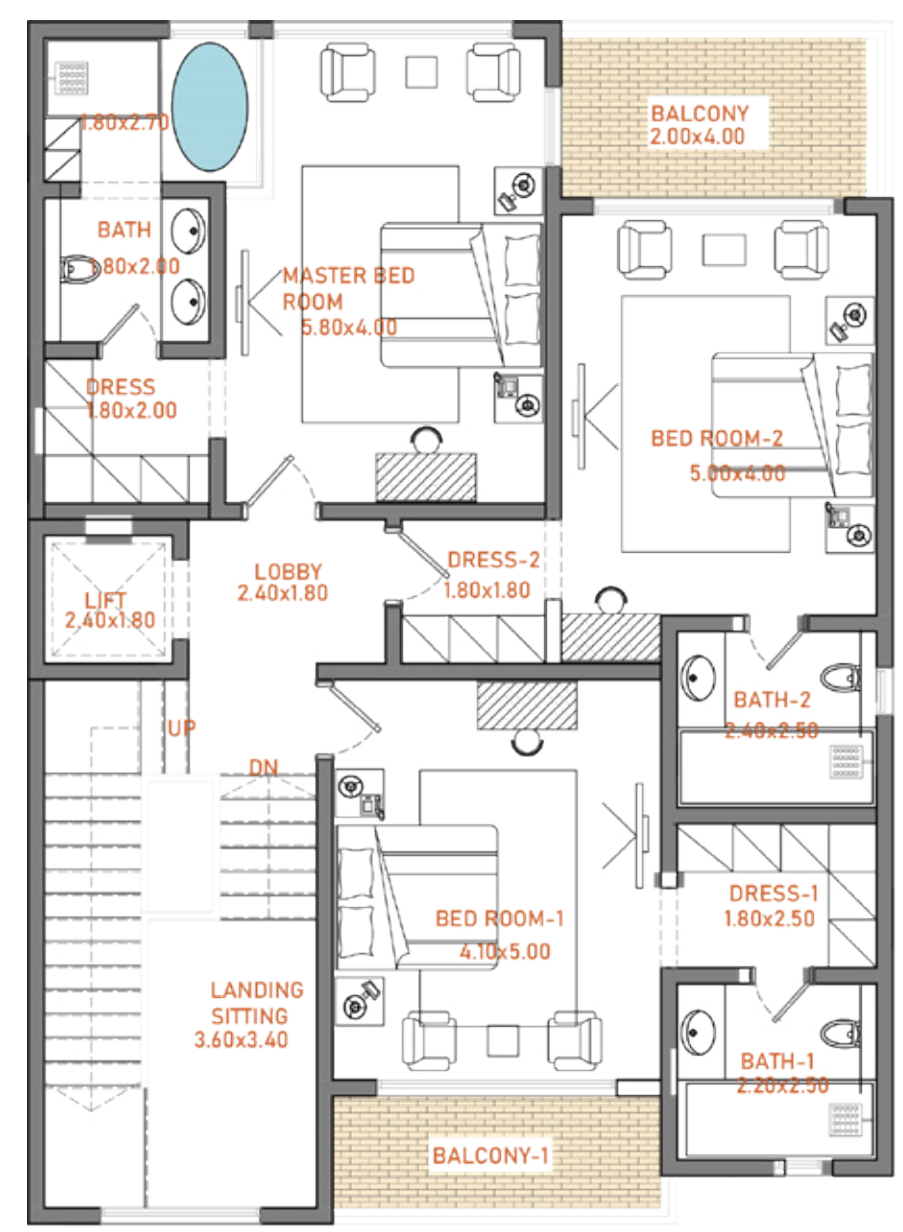 1.80x2.70
BALCONY
2.00x4.00
BATH
1.80x2.00
MASTER BED
ROOM
5.80x4.00
DRESS
1.80x2.00
BED ROOM-2
5.00x4.00
LOBBY
2.40x1.80
DRESS-2
1.80x1.80
LIFT
2.40x1.80
UP
DN
BATH-2
2.40x2.50
BED ROOM-1
4.10x5.00
DRESS-1
1.80x2.50
LANDING
SITTING
3.60x3.40
BATH-1
2.20x2.50
BALCONY-1